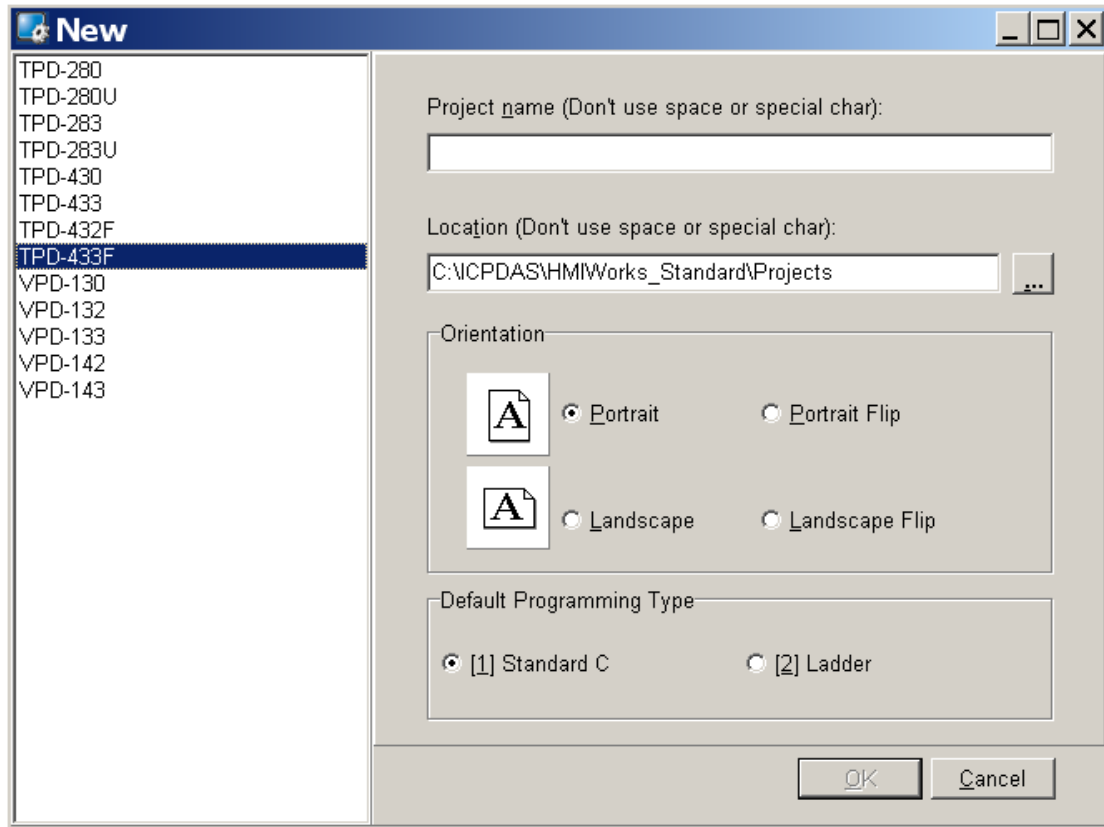 New
TPD-280
TPD-280U
TPD-283
TPD-283U
TPD-430
TPD-433
TPD-432F
TPD-433F
VPD-130
VPD-132
VPD-133
VPD-142
VPD-143
Project name (Don't use space or special char):
Location (Don't use space or special char):
C:\ICPDAS\HMIWorks_Standard\Projects
...
Orientation
A
Portrait
Portrait Flip
A
Landscape
Landscape Flip
Default Programming Type
[1] Standard C
[2] Ladder
OK
Cancel